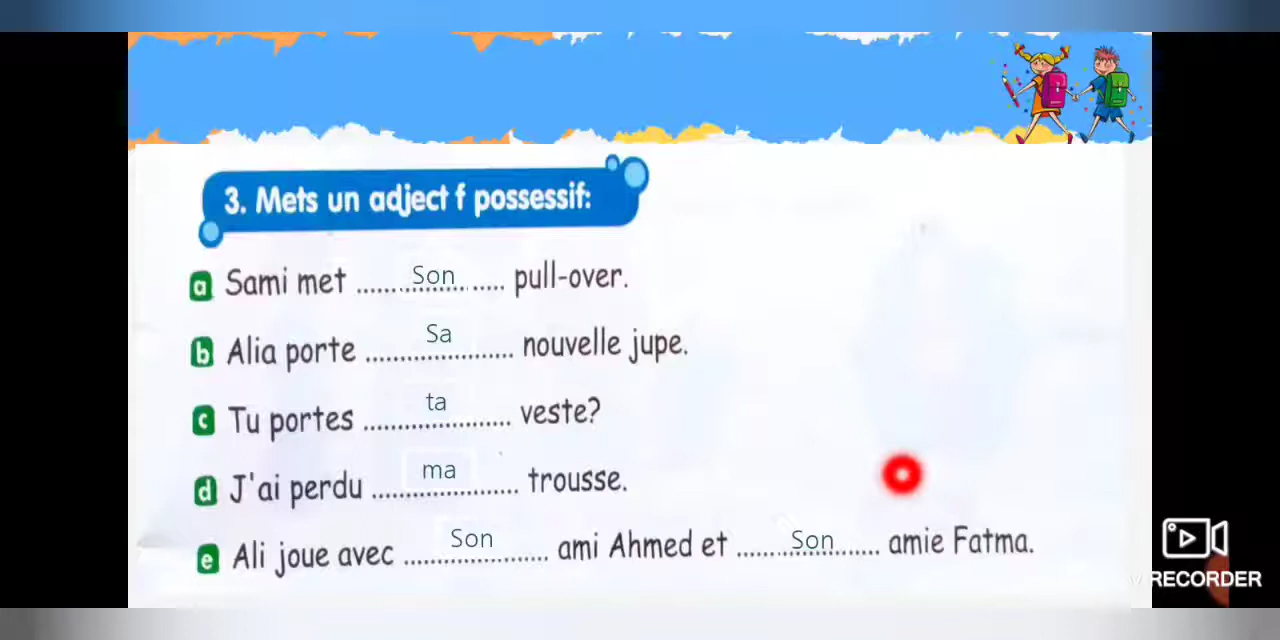 3. Mets un adject f possessif:
a Sami met ......Son...... pull-over.
b Alia porte ......Sa...... nouvelle jupe.
c Tu portes ......ta...... veste?
d J'ai perdu ......ma...... trousse.
e Ali joue avec ......Son...... ami Ahmed et ......Son...... amie Fatma.
RECORDER